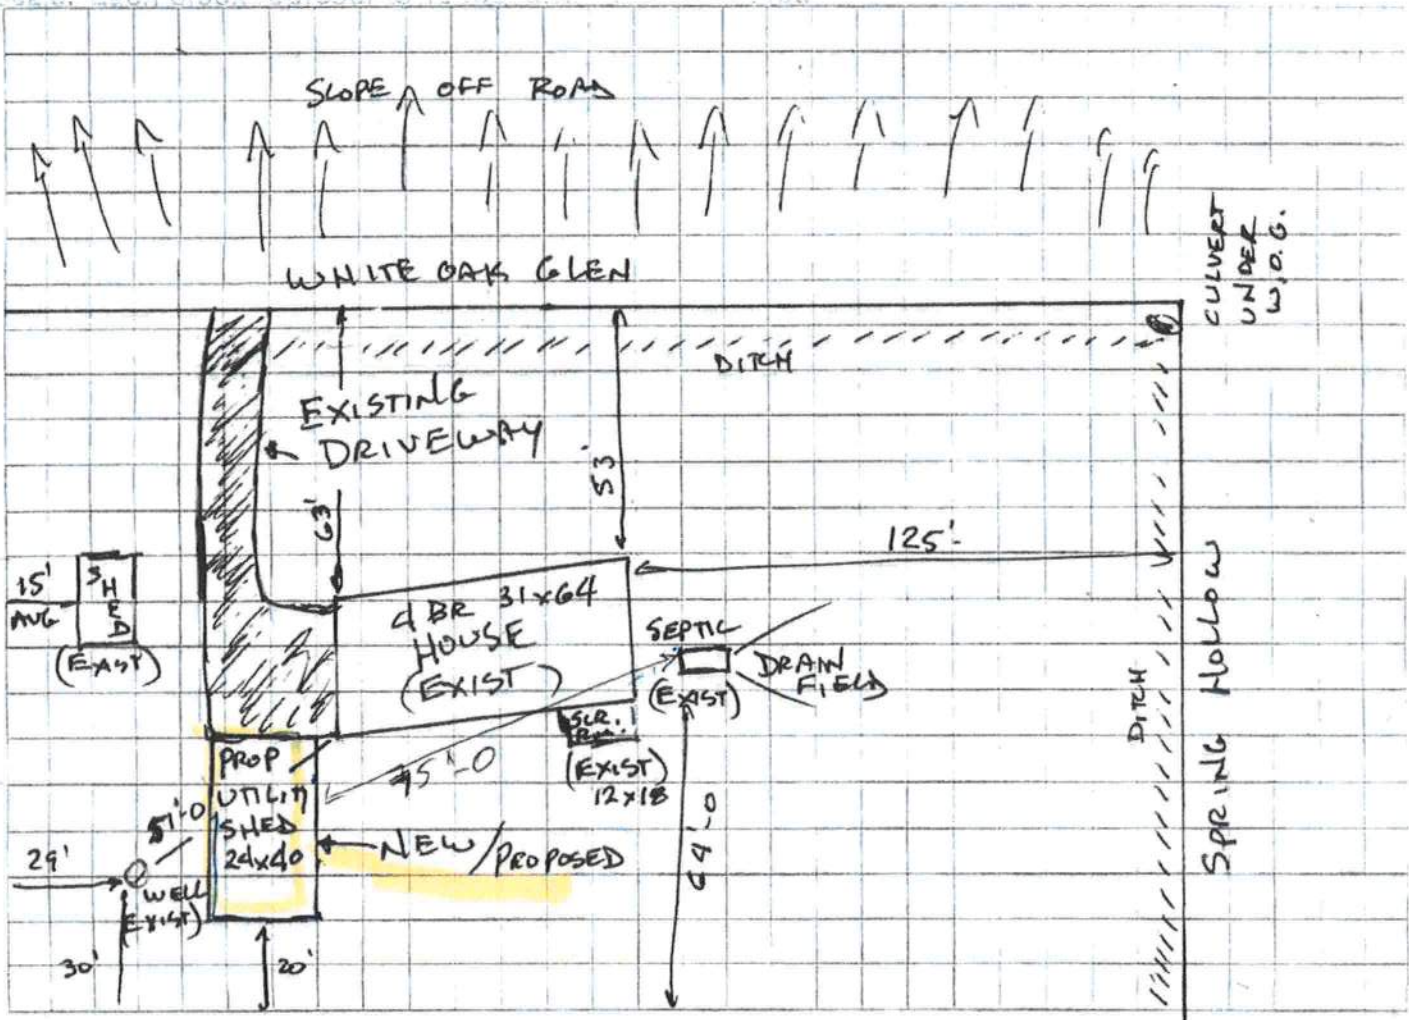 SLOPE OFF ROAD
WHITE OAK GLEN
CULVERT
UNDER
W.O.G.
DITCH
EXISTING
DRIVEWAY
63'
53'
125'
15'
AVG
SHED
(EXIST)
4 BR 31x64
HOUSE
(EXIST)
SEPTIC
(EXIST)
DRAIN
FIELD
SCR.
RM.
(EXIST)
12x18
DITCH
SPRING HOLLOW
PROP
UTILITY
SHED
24x40
NEW/PROPOSED
-0
64'-0
29'
WELL
(EXIST)
30'
20'